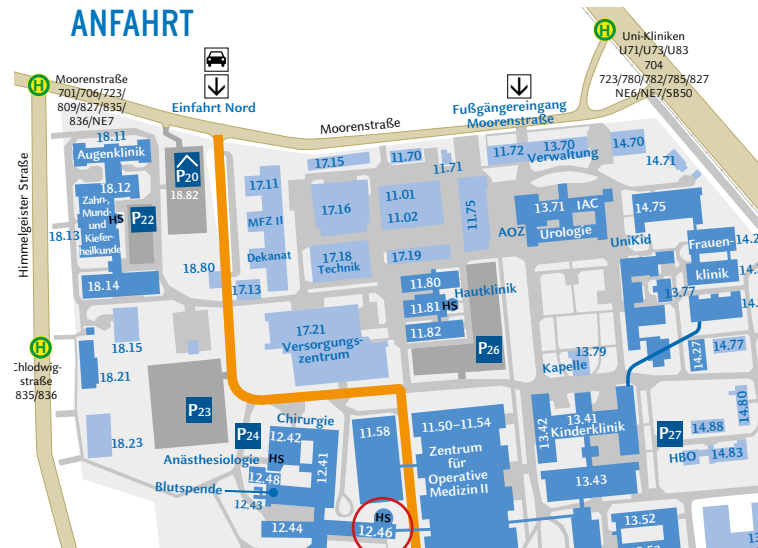 ANFAHRT
H
Uni-Kliniken
U71/U73/U83
704
723/780/782/785/827
NE6/NE7/SB50
H
Moorenstraße
701/706/723/
809/827/835/
836/NE7
Einfahrt Nord
Fußgängereingang
Moorenstraße
Moorenstraße
Himmelgeister Straße
18.11
Augenklinik
P20
18.82
18.12
Zahn-,
Mund-
und
Kiefer-
heilkunde
HS
P22
18.13
18.14
18.80
17.11
MFZ II
Dekanat
17.13
17.15
17.16
17.18
Technik
11.70
11.71
11.01
11.02
17.19
11.75
11.72
13.70
Verwaltung
14.70
14.71
AOZ
13.71
IAC
Urologie
14.75
UniKid
Frauen-
klinik
14.2
14.
13.77
14.
11.80
Hautklinik
11.81
HS
11.82
P26
17.21
Versorgungs-
zentrum
18.15
H
Chlodwig-
straße
835/836
18.21
18.23
P23
P24
Chirurgie
12.42
12.41
Anästhesiologie
HS
12.48
Blutspende
12.43
12.44
11.58
HS
12.46
11.50–11.54
Zentrum
für
Operative
Medizin II
13.79
Kapelle
13.42
13.41
Kinderklinik
13.43
13.52
14.27
14.77
14.80
P27
14.88
HBO
14.83
13.5